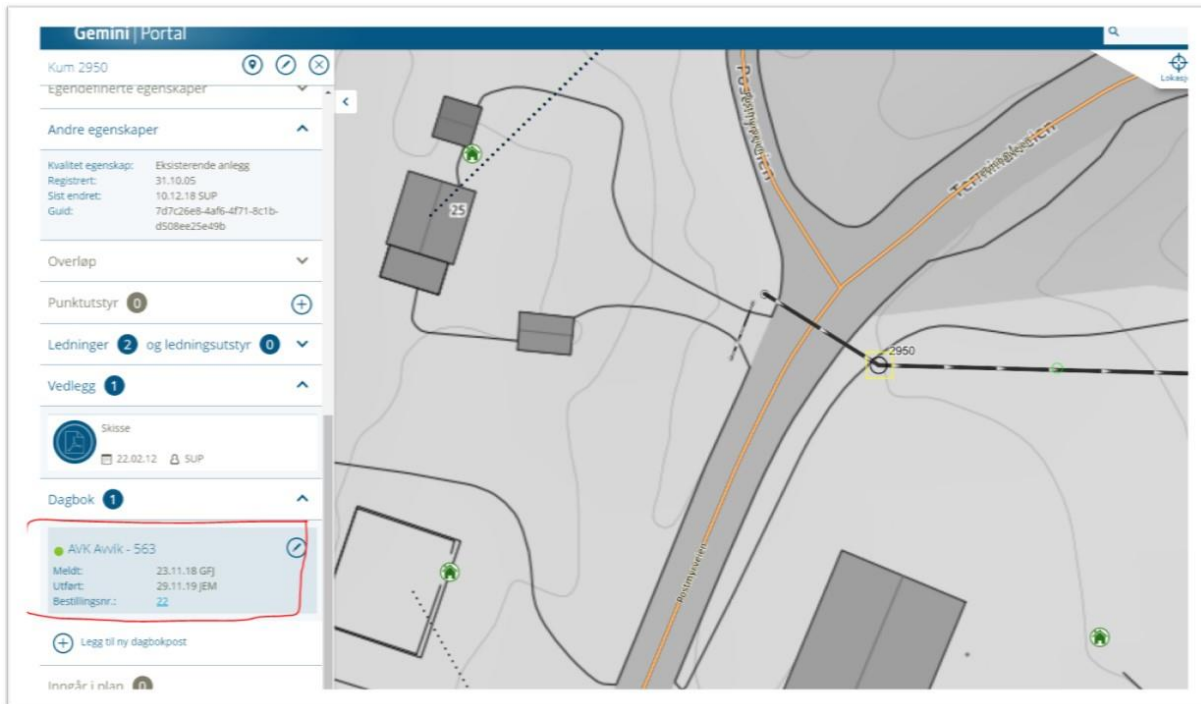 Gemini | Portal
Kum 2950
Egendefinerte egenskaper
Andre egenskaper
Kvalitet egenskap: Eksisterende anlegg
Registrert: 31.10.05
Sist endret: 10.12.18 SUP
Guid: 7d7c26e8-4af6-4f71-8c1b-
d508ee25e49b
Overløp
Punktutstyr 0
Ledninger 2 og ledningsutstyr 0
Vedlegg 1
Skisse
22.02.12 SUP
Dagbok 1
AVK Avvik - 563
Meldt: 23.11.18 GFJ
Utført: 29.11.19 JEM
Bestillingsnr.: 22
Legg til ny dagbokpost
Inngår i plan 0
Lokasj
25
2950
Postmyrveien